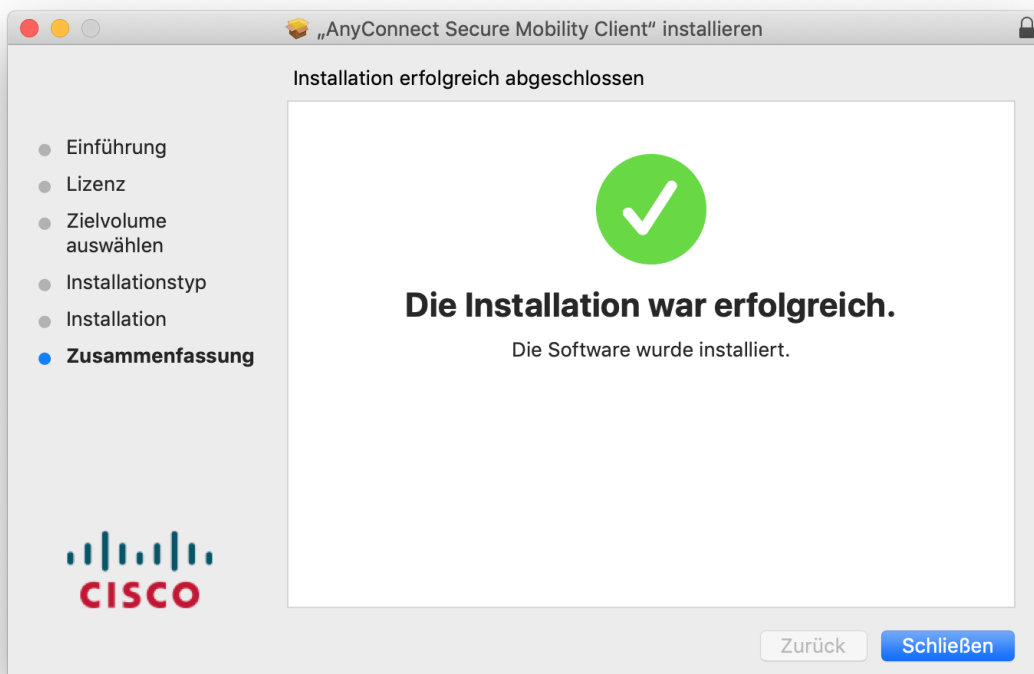 „AnyConnect Secure Mobility Client“ installieren
Installation erfolgreich abgeschlossen
Einführung
Lizenz
Zielvolume
auswählen
Installationstyp
Installation
Zusammenfassung
Die Installation war erfolgreich.
Die Software wurde installiert.
CISCO
Zurück
Schließen